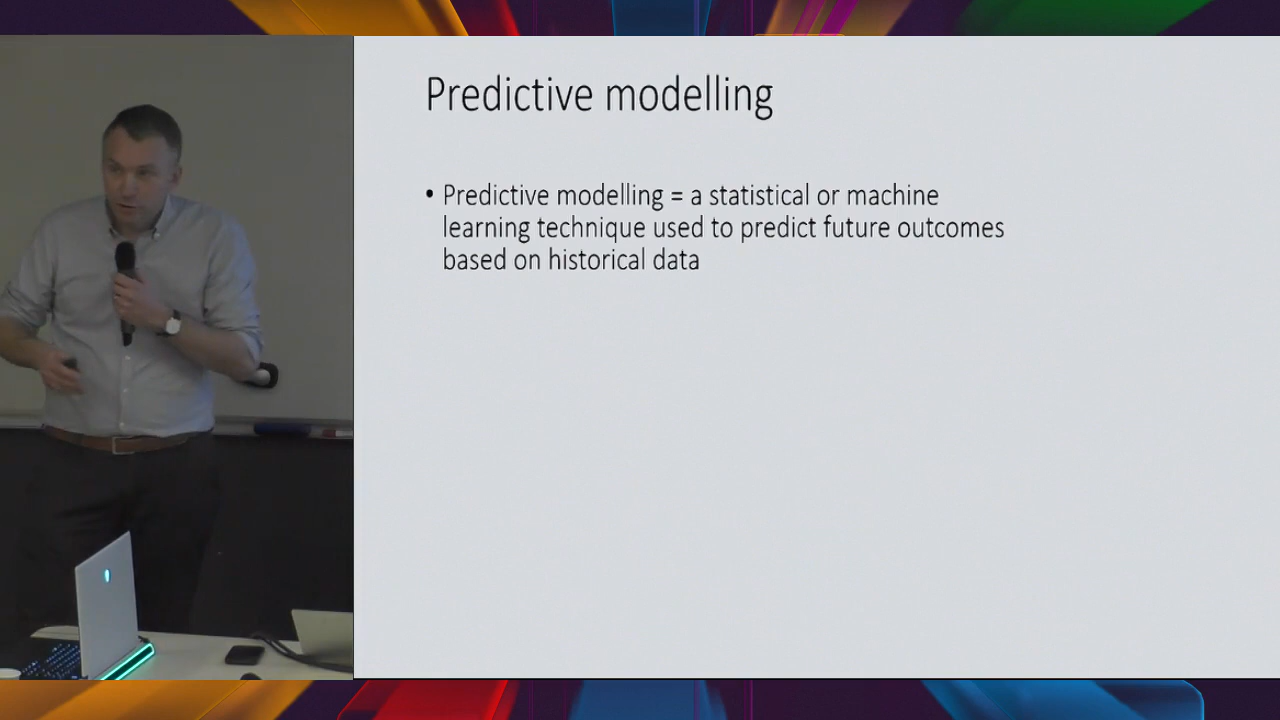 Predictive modelling
• Predictive modelling = a statistical or machine
learning technique used to predict future outcomes
based on historical data